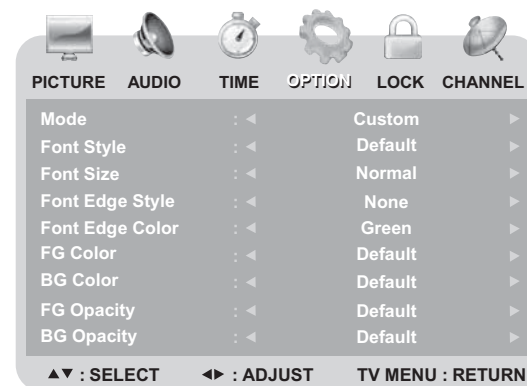 PICTURE AUDIO TIME OPTION LOCK CHANNEL
Mode : ◀ Custom ▶
Font Style : ◀ Default ▶
Font Size : ◀ Normal ▶
Font Edge Style : ◀ None ▶
Font Edge Color : ◀ Green ▶
FG Color : ◀ Default ▶
BG Color : ◀ Default ▶
FG Opacity : ◀ Default ▶
BG Opacity : ◀ Default ▶
▲▼ : SELECT ◀▶ : ADJUST TV MENU : RETURN